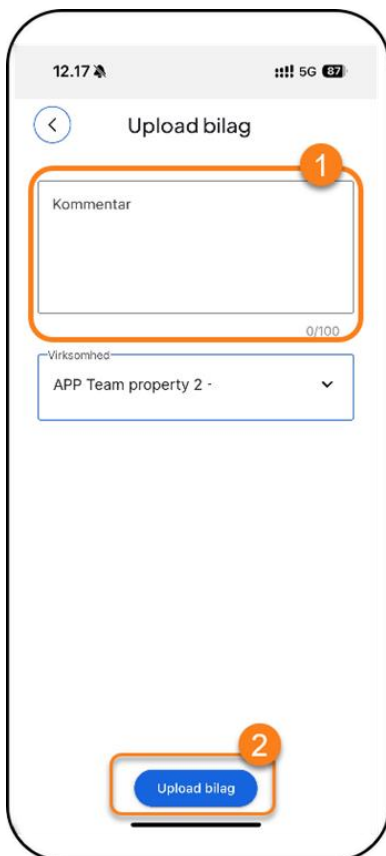 12.17 5G 87
Upload bilag
1
Kommentar
0/100
Virksomhed
APP Team property 2 -
2
Upload bilag